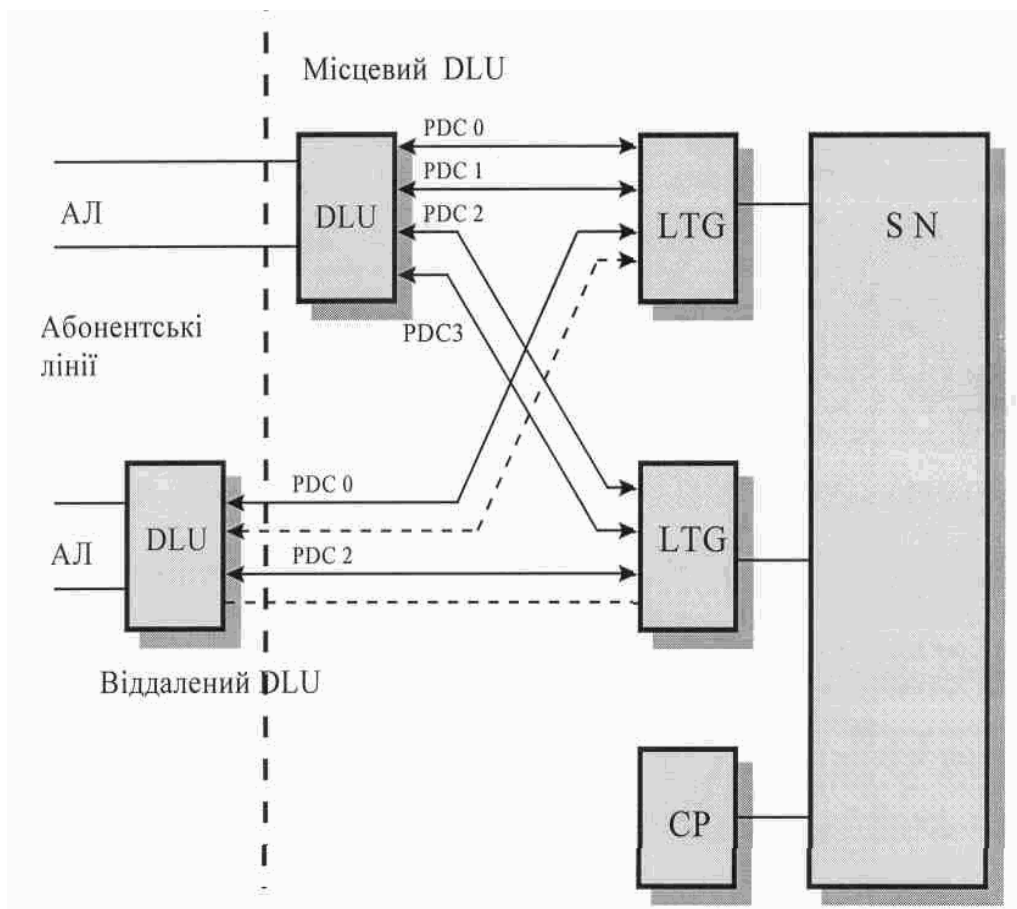 Місцевий DLU
PDC 0
PDC 1
PDC 2
PDC3
DLU
LTG
S N
АЛ
Абонентські
лінії
PDC 0
PDC 2
DLU
LTG
АЛ
Віддалений DLU
CP